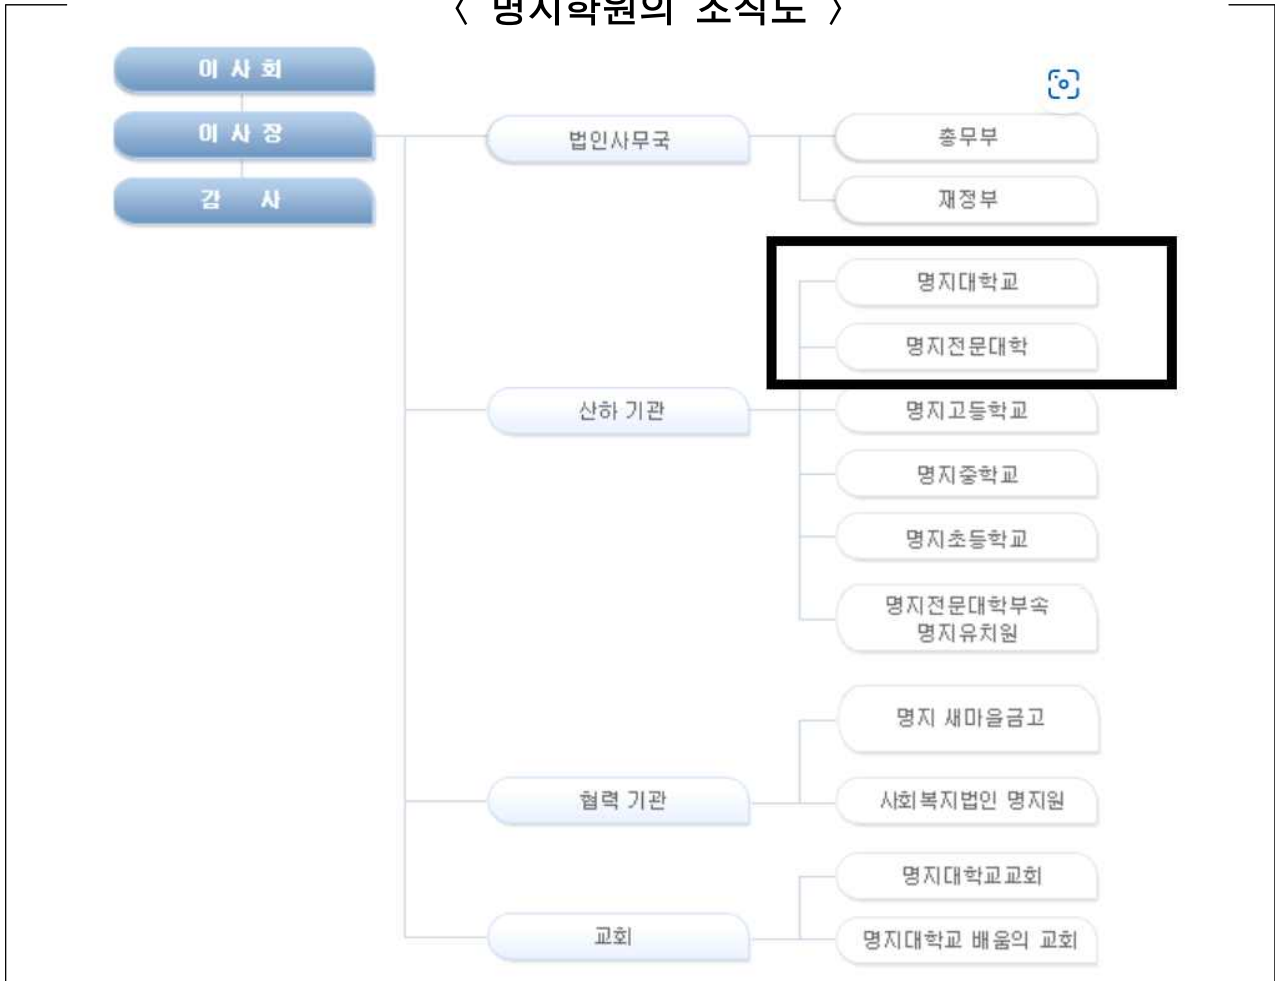 < 명지학원의 조직도 >
이 사 회
이 사 장
감 사
법인사무국
총무부
재정부
산하 기관
명지대학교
명지전문대학
명지고등학교
명지중학교
명지초등학교
명지전문대학부속
명지유치원
협력 기관
명지 새마을금고
사회복지법인 명지원
교회
명지대학교교회
명지대학교 배움의 교회